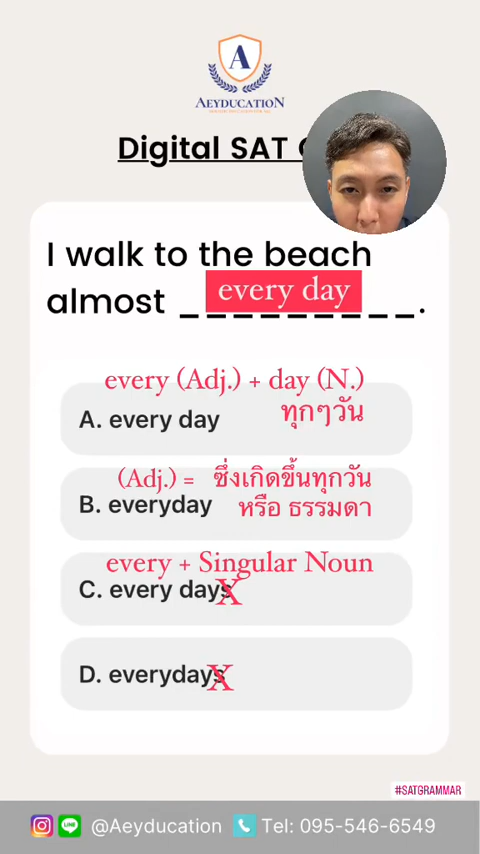 A
AEYDUCATION
Digital SAT
I walk to the beach
almost every day.
every (Adj.) + day (N.)
A. every day
ทุกๆวัน
(Adj.) = ซึ่งเกิดขึ้นทุกวัน
B. everyday
หรือ ธรรมดา
every + Singular Noun
C. every days X
D. everydays X
#SATGRAMMAR
LINE @Aeyducation Tel: 095-546-6549